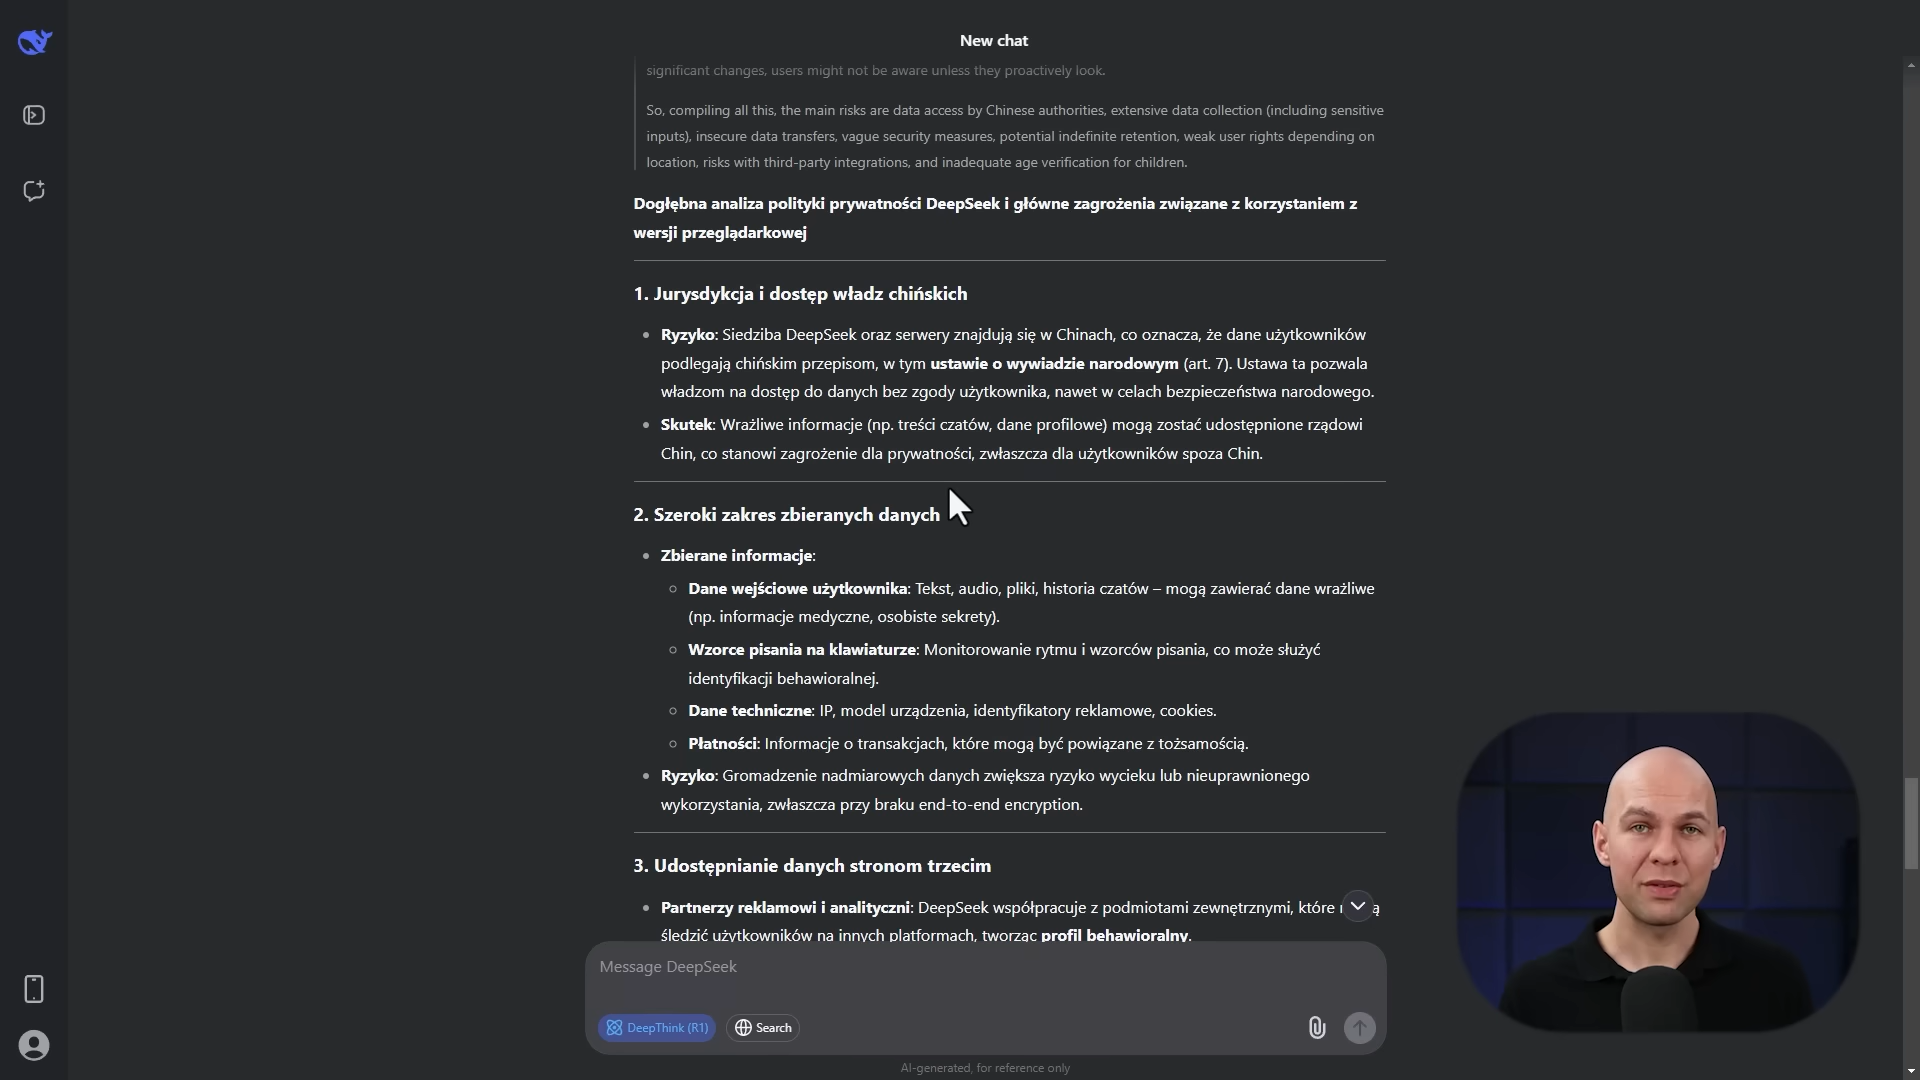 New chat
significant changes, users might not be aware unless they proactively look.
So, compiling all this, the main risks are data access by Chinese authorities, extensive data collection (including sensitive
inputs), insecure data transfers, vague security measures, potential indefinite retention, weak user rights depending on
location, risks with third-party integrations, and inadequate age verification for children.
Dogłębna analiza polityki prywatności DeepSeek i główne zagrożenia związane z korzystaniem z
wersji przeglądarkowej
1. Jurysdykcja i dostęp władz chińskich
Ryzyko: Siedziba DeepSeek oraz serwery znajdują się w Chinach, co oznacza, że dane użytkowników
podlegają chińskim przepisom, w tym ustawie o wywiadzie narodowym (art. 7). Ustawa ta pozwala
władzom na dostęp do danych bez zgody użytkownika, nawet w celach bezpieczeństwa narodowego.
Skutek: Wrażliwe informacje (np. treści czatów, dane profilowe) mogą zostać udostępnione rządowi
Chin, co stanowi zagrożenie dla prywatności, zwłaszcza dla użytkowników spoza Chin.
2. Szeroki zakres zbieranych danych
Zbierane informacje:
Dane wejściowe użytkownika: Tekst, audio, pliki, historia czatów – mogą zawierać dane wrażliwe
(np. informacje medyczne, osobiste sekrety).
Wzorce pisania na klawiaturze: Monitorowanie rytmu i wzorców pisania, co może służyć
identyfikacji behawioralnej.
Dane techniczne: IP, model urządzenia, identyfikatory reklamowe, cookies.
Płatności: Informacje o transakcjach, które mogą być powiązane z tożsamością.
Ryzyko: Gromadzenie nadmiarowych danych zwiększa ryzyko wycieku lub nieuprawnionego
wykorzystania, zwłaszcza przy braku end-to-end encryption.
3. Udostępnianie danych stronom trzecim
Partnerzy reklamowi i analityczni: DeepSeek współpracuje z podmiotami zewnętrznymi, które
śledzić użytkowników na innych platformach, tworząc profil behawioralny.
Message DeepSeek
DeepThink (R1)
Search
AI-generated, for reference only